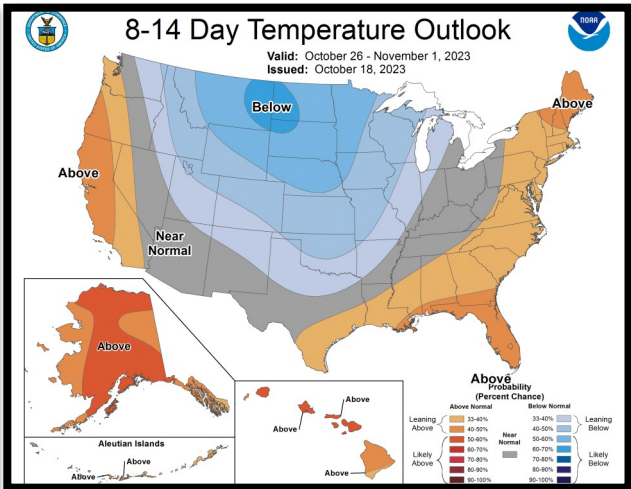 8-14 Day Temperature Outlook
NOAA
Valid: October 26 - November 1, 2023
Issued: October 18, 2023
Below
Above
Above
Near
Normal
Above
Above
Aleutian Islands
Above
Above
Above
Above
Above
Probability
(Percent Chance)
Above Normal
Below Normal
Leaning
Above
33-40%
40-50%
Likely
Above
50-60%
60-70%
70-80%
80-90%
90-100%
Near
Normal
33-40%
40-50%
Leaning
Below
50-60%
60-70%
70-80%
80-90%
90-100%
Likely
Below